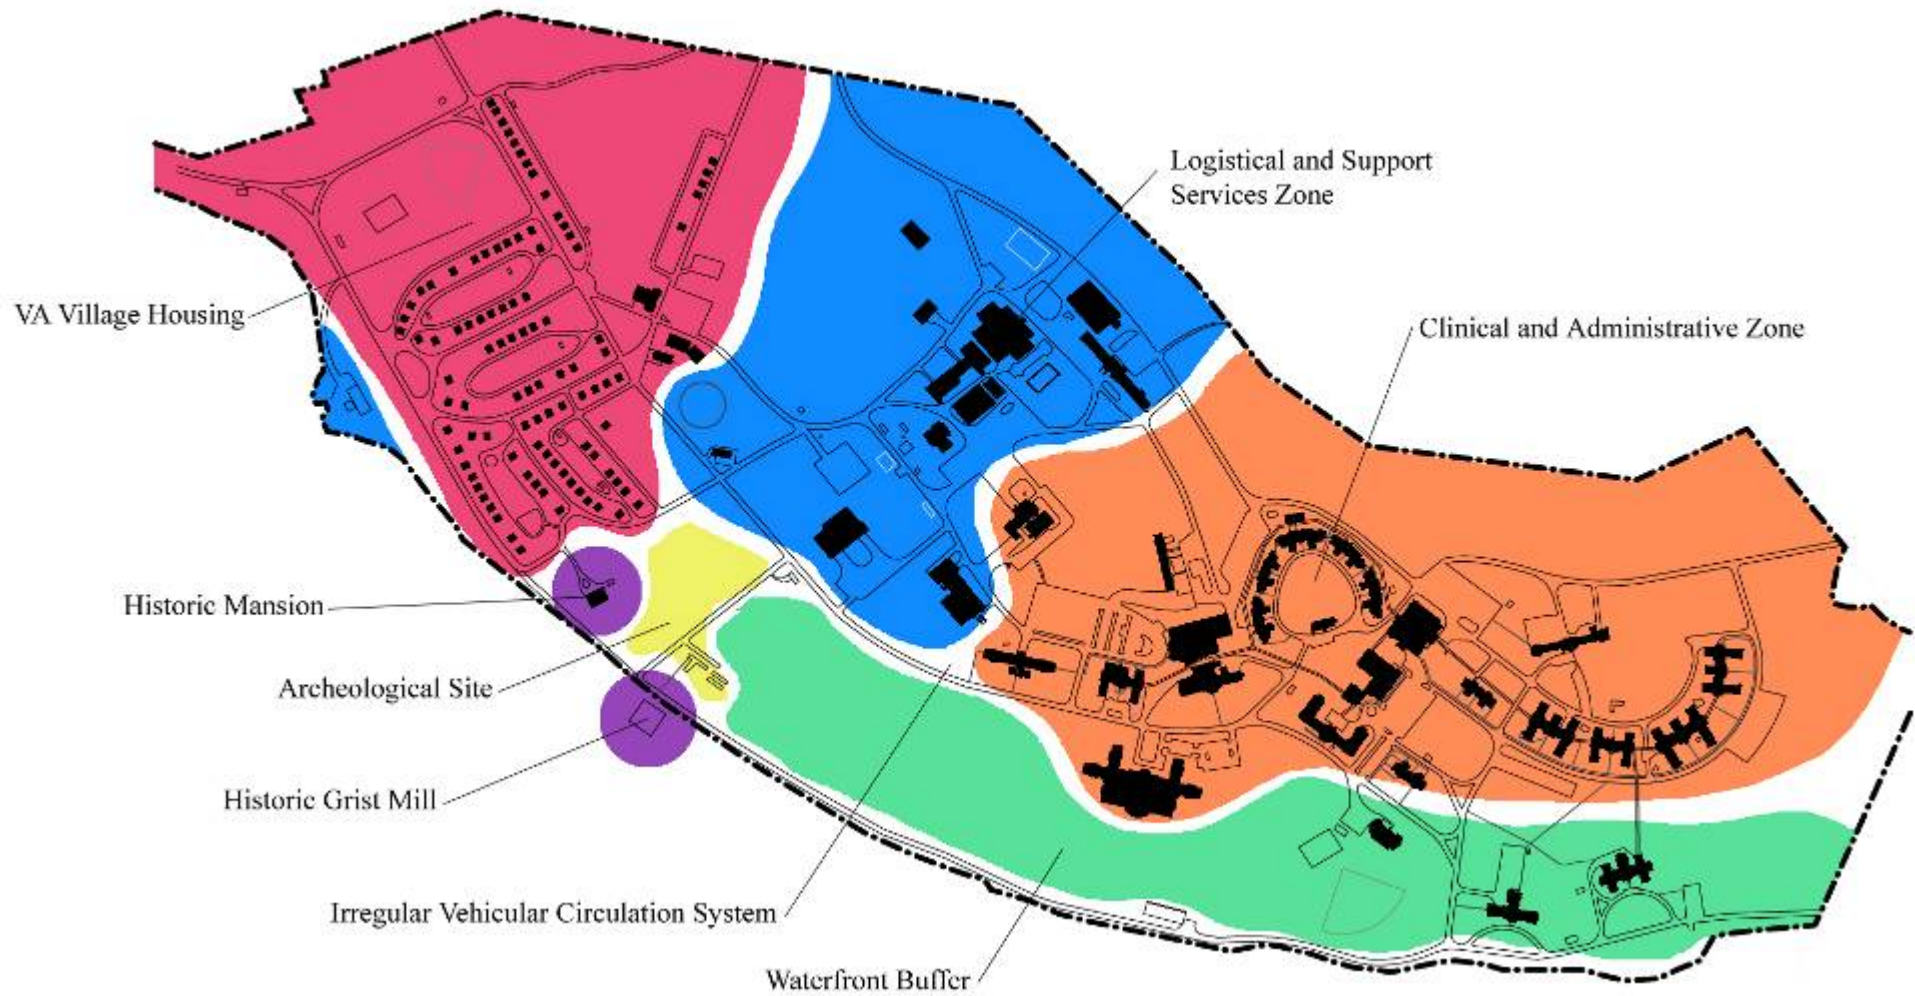 Logistical and Support
Services Zone
VA Village Housing
Clinical and Administrative Zone
Historic Mansion
Archeological Site
Historic Grist Mill
Irregular Vehicular Circulation System
Waterfront Buffer